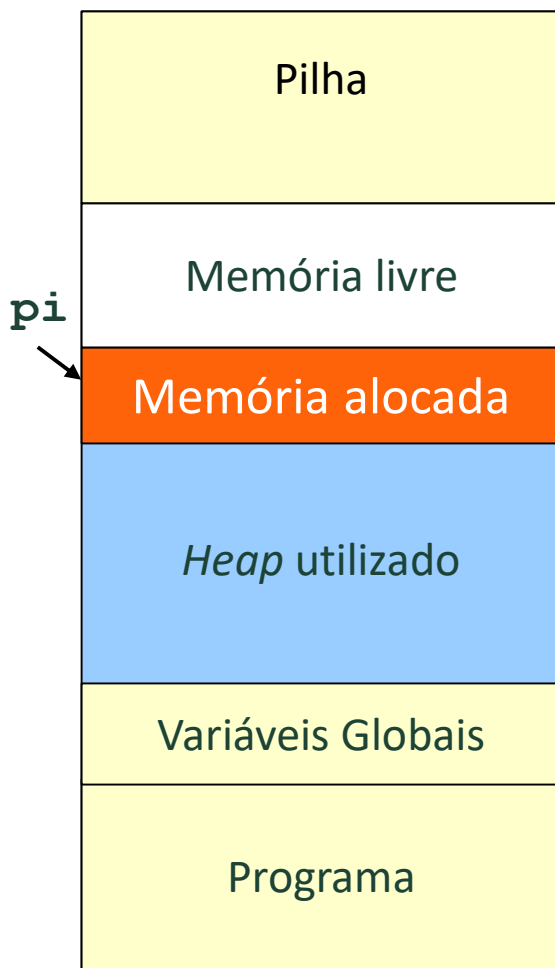 Pilha
Memória livre
pi
Memória alocada
Heap utilizado
Variáveis Globais
Programa